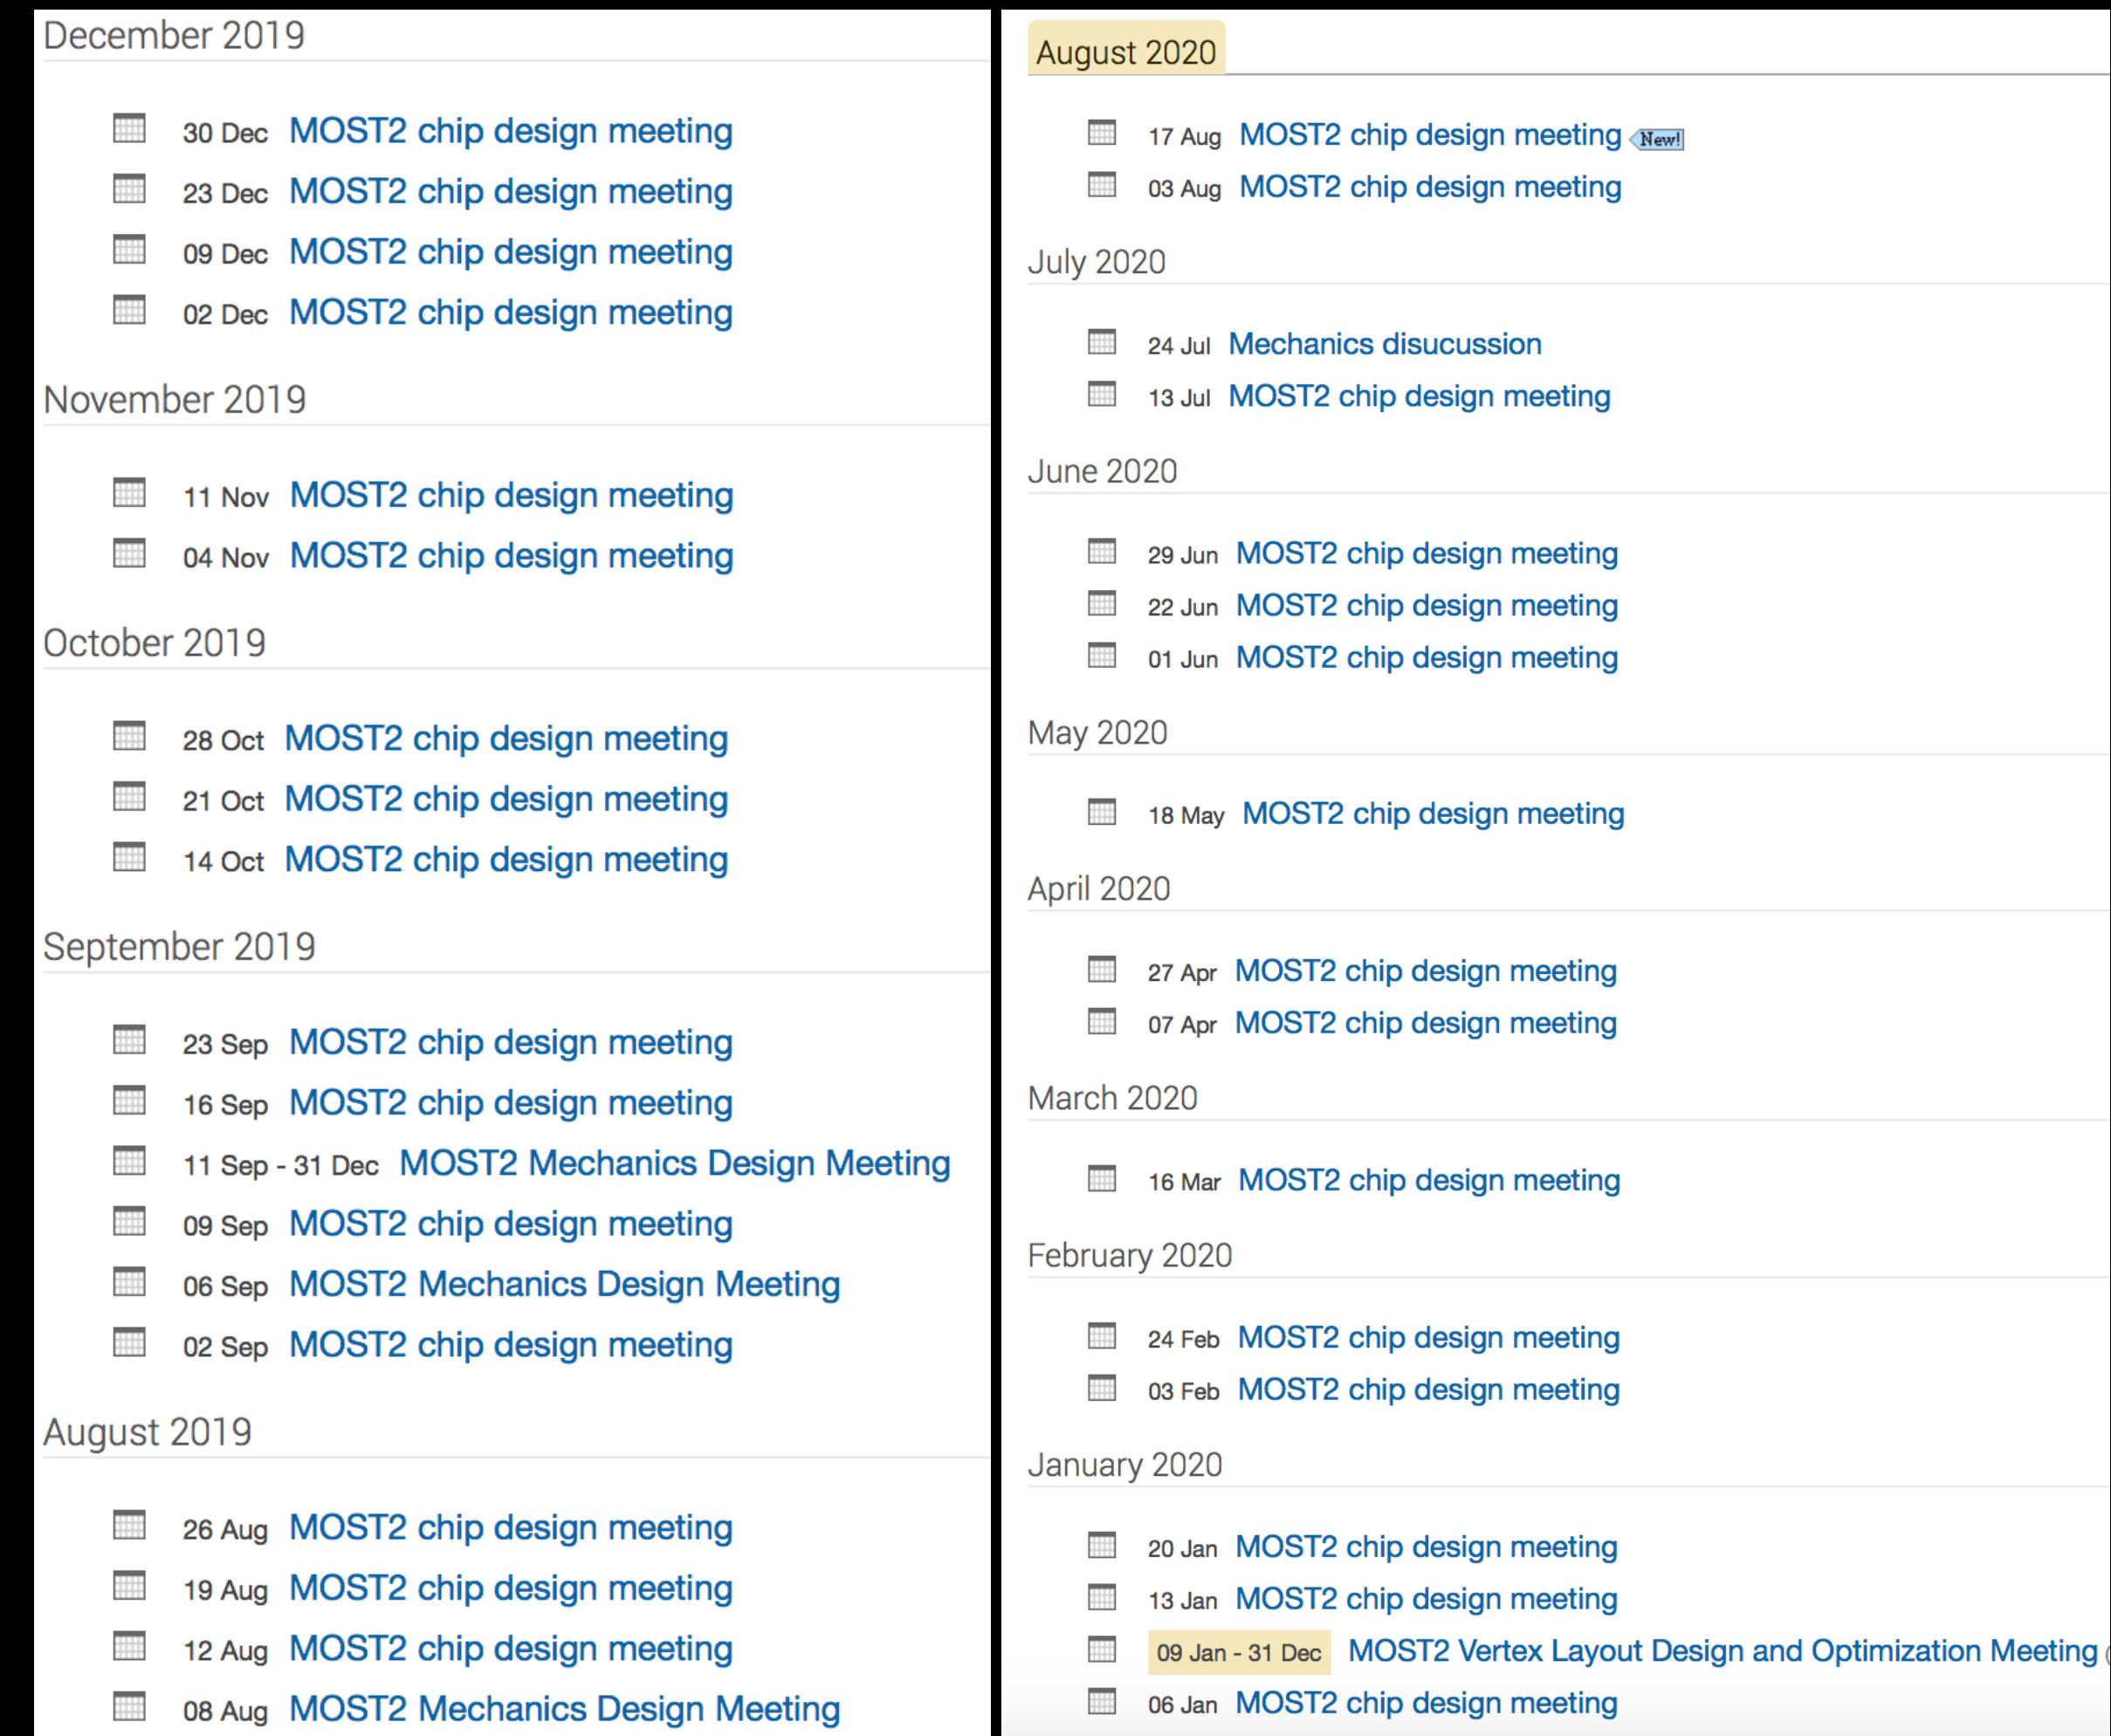 December 2019
30 Dec MOST2 chip design meeting
23 Dec MOST2 chip design meeting
09 Dec MOST2 chip design meeting
02 Dec MOST2 chip design meeting
November 2019
11 Nov MOST2 chip design meeting
04 Nov MOST2 chip design meeting
October 2019
28 Oct MOST2 chip design meeting
21 Oct MOST2 chip design meeting
14 Oct MOST2 chip design meeting
September 2019
23 Sep MOST2 chip design meeting
16 Sep MOST2 chip design meeting
11 Sep - 31 Dec MOST2 Mechanics Design Meeting
09 Sep MOST2 chip design meeting
06 Sep MOST2 Mechanics Design Meeting
02 Sep MOST2 chip design meeting
August 2019
26 Aug MOST2 chip design meeting
19 Aug MOST2 chip design meeting
12 Aug MOST2 chip design meeting
08 Aug MOST2 Mechanics Design Meeting
August 2020
17 Aug MOST2 chip design meeting New!
03 Aug MOST2 chip design meeting
July 2020
24 Jul Mechanics disucussion
13 Jul MOST2 chip design meeting
June 2020
29 Jun MOST2 chip design meeting
22 Jun MOST2 chip design meeting
01 Jun MOST2 chip design meeting
May 2020
18 May MOST2 chip design meeting
April 2020
27 Apr MOST2 chip design meeting
07 Apr MOST2 chip design meeting
March 2020
16 Mar MOST2 chip design meeting
February 2020
24 Feb MOST2 chip design meeting
03 Feb MOST2 chip design meeting
January 2020
20 Jan MOST2 chip design meeting
13 Jan MOST2 chip design meeting
09 Jan - 31 Dec MOST2 Vertex Layout Design and Optimization Meeting (
06 Jan MOST2 chip design meeting